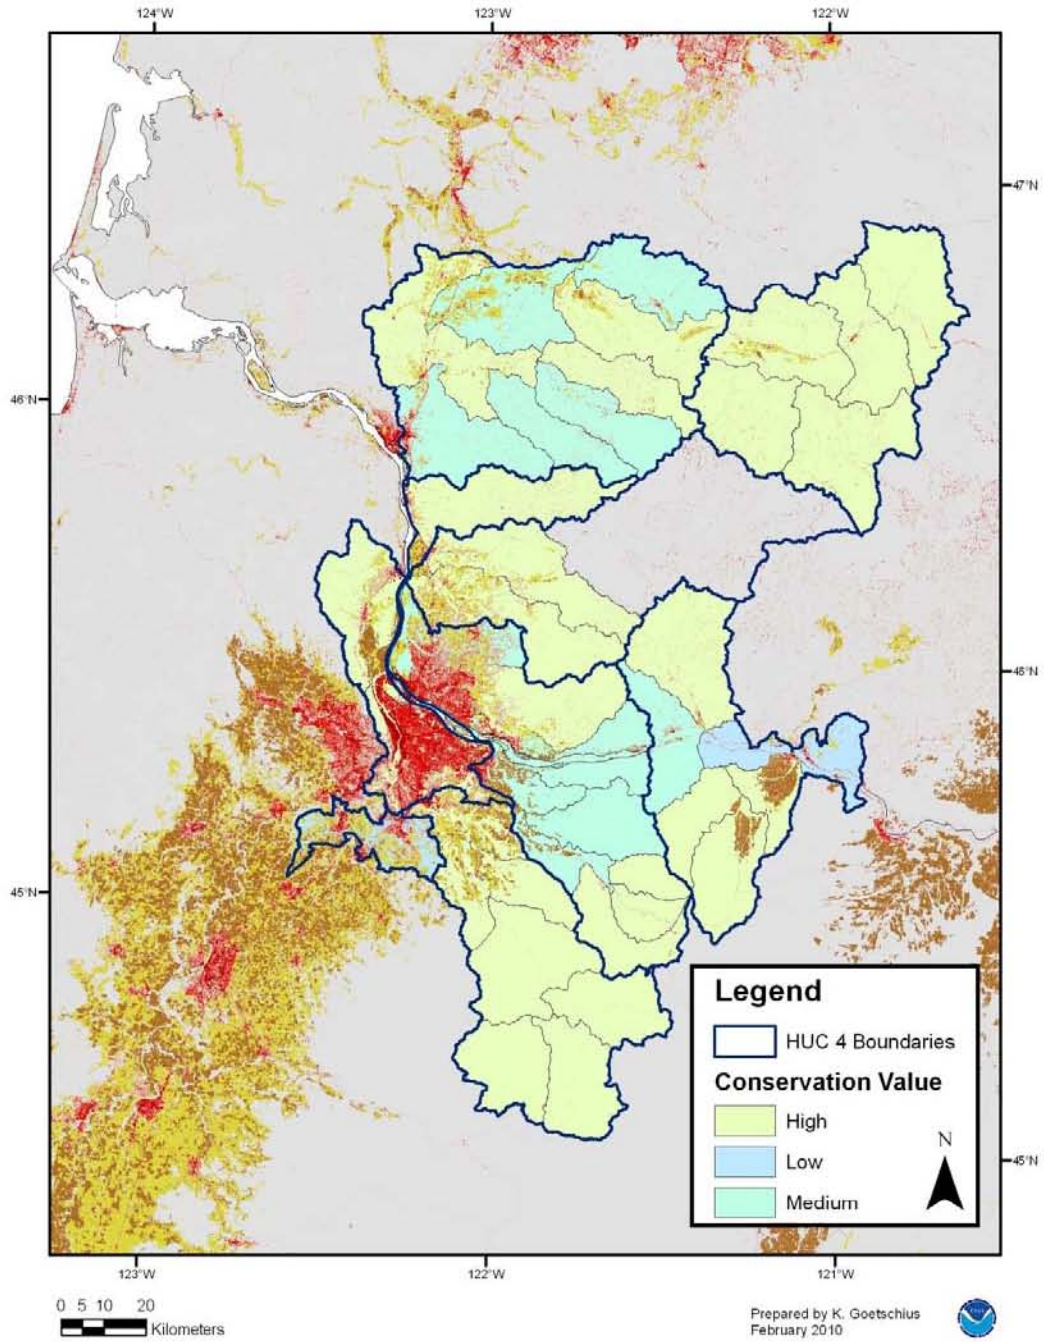 124°W 123°W 122°W
47°N
46°N
46°N
45°N
Legend
HUC 4 Boundaries
Conservation Value
High
Low
Medium
N
45°N
123°W 122°W 121°W
0 5 10 20
Kilometers
Prepared by K. Goetschius
February 2010